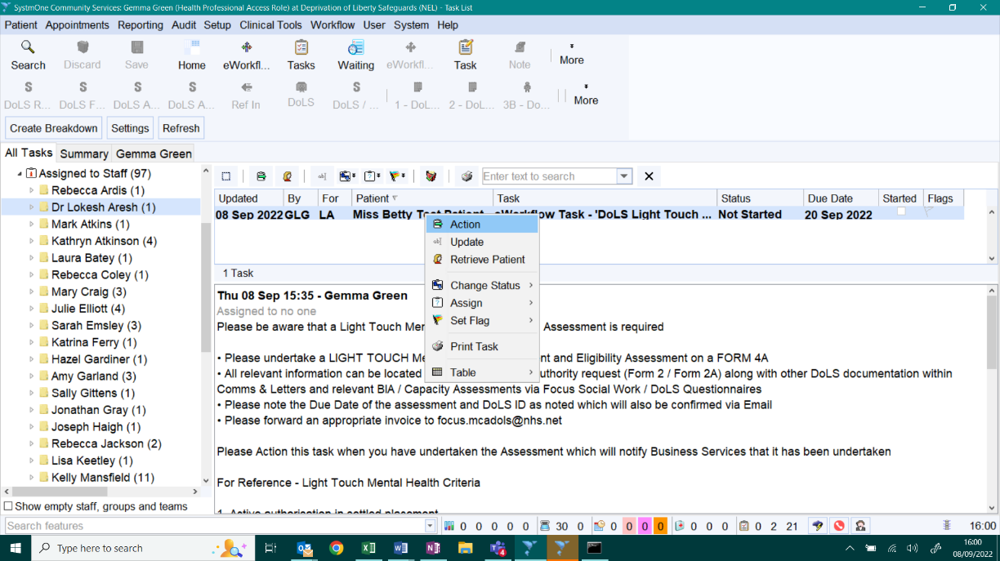 SystmOne Community Services: Gemma Green (Health Professional Access Role) at Deprivation of Liberty Safeguards (NEL) - Task List
Patient Appointments Reporting Audit Setup Clinical Tools Workflow User System Help
Search Discard Save Home eWorkfl... Tasks Waiting eWorkfl... Task Note More
DoLS R... DoLS F... DoLS A... DoLS A... Ref In DoLS DoLS / ... 1 - DoL... 2 - DoL... 3B - Do... More
Create Breakdown Settings Refresh
All Tasks Summary Gemma Green
Assigned to Staff (97)
Rebecca Ardis (1)
Dr Lokesh Aresh (1)
Mark Atkins (1)
Kathryn Atkinson (4)
Laura Batey (1)
Rebecca Coley (1)
Mary Craig (3)
Julie Elliott (4)
Sarah Emsley (3)
Katrina Ferry (1)
Hazel Gardiner (1)
Amy Garland (3)
Sally Gittens (1)
Jonathan Gray (1)
Joseph Haigh (1)
Rebecca Jackson (2)
Lisa Keetley (1)
Kelly Mansfield (11)
Show empty staff, groups and teams
Enter text to search
Updated By For Patient Task Status Due Date Started Flags
08 Sep 2022 GLG LA Miss Betty Test Patient eWorkflow Task - 'DoLS Light Touch ... Not Started 20 Sep 2022
1 Task
Action
Update
Retrieve Patient
Change Status
Assign
Set Flag
Print Task
Table
Thu 08 Sep 15:35 - Gemma Green
Assigned to no one
Please be aware that a Light Touch Assessment is required
• Please undertake a LIGHT TOUCH and Eligibility Assessment on a FORM 4A
• All relevant information can be located request (Form 2 / Form 2A) along with other DoLS documentation within
Comms & Letters and relevant BIA / Capacity Assessments via Focus Social Work / DoLS Questionnaires
• Please note the Due Date of the assessment and DoLS ID as noted which will also be confirmed via Email
• Please forward an appropriate invoice to focus.mcadols@nhs.net
Please Action this task when you have undertaken the Assessment which will notify Business Services that it has been undertaken
For Reference - Light Touch Mental Health Criteria
1. Active authorisation in settled placement
Search features
0 0 0 0 0 30 0 0 0 0 0 0 0 0 0 2 21 16:00
Type here to search
16:00
08/09/2022